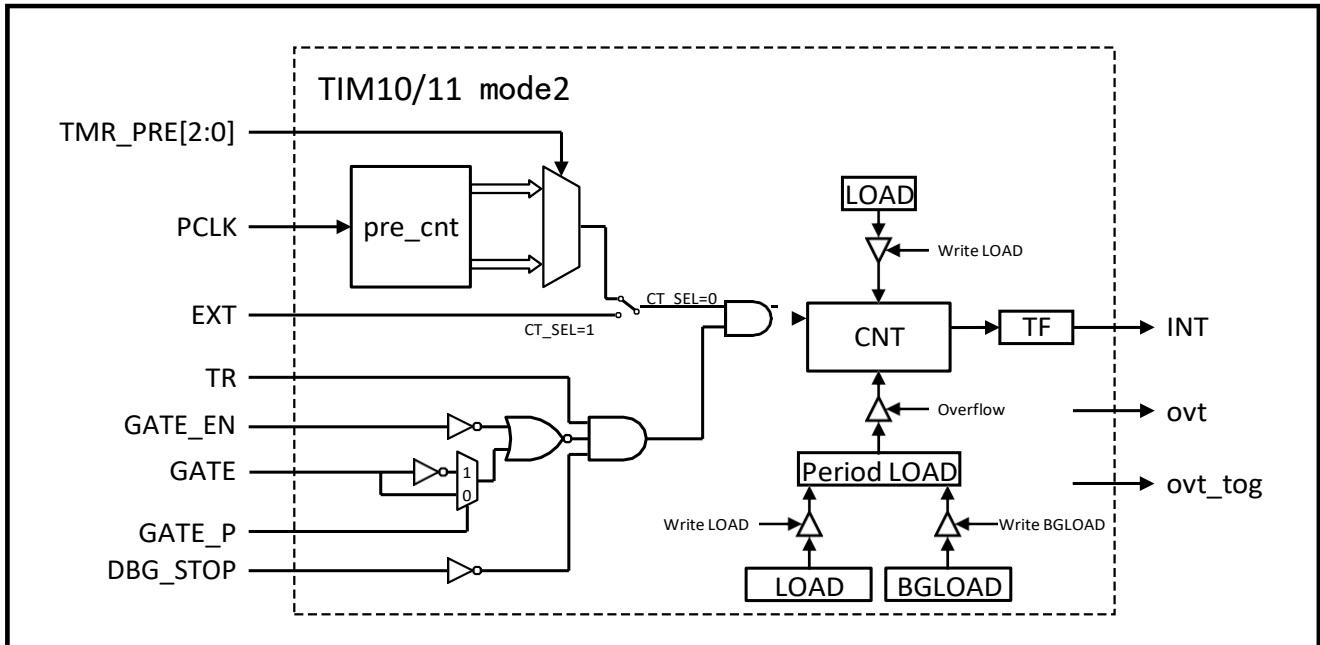 TIM10/11 mode2
TMR_PRE[2:0]
PCLK
pre_cnt
EXT
CT_SEL=0
CT_SEL=1
TR
GATE_EN
GATE
1
0
GATE_P
DBG_STOP
LOAD
Write LOAD
CNT
TF
INT
Overflow
ovt
Period LOAD
ovt_tog
Write LOAD
Write BGLOAD
LOAD
BGLOAD